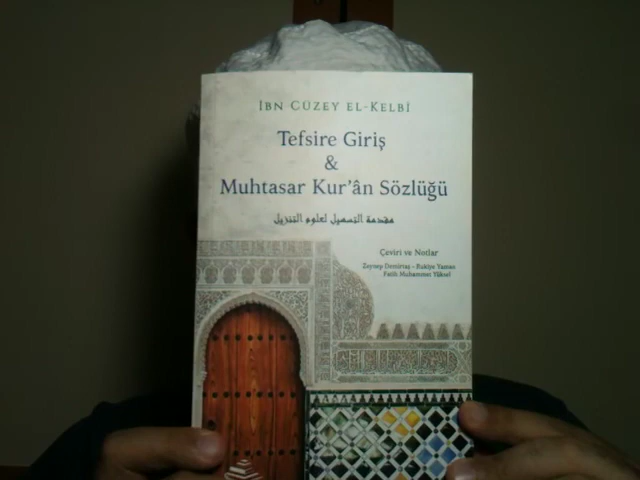 İBN CÜZEY EL-KELBÎ
Tefsire Giriş
&
Muhtasar Kur'ân Sözlüğü
مقدمة التسهيل لعلوم التنزيل
Çeviri ve Notlar
Zeynep Demirtaş - Rukiye Yaman
Fatih Muhammet Yüksel